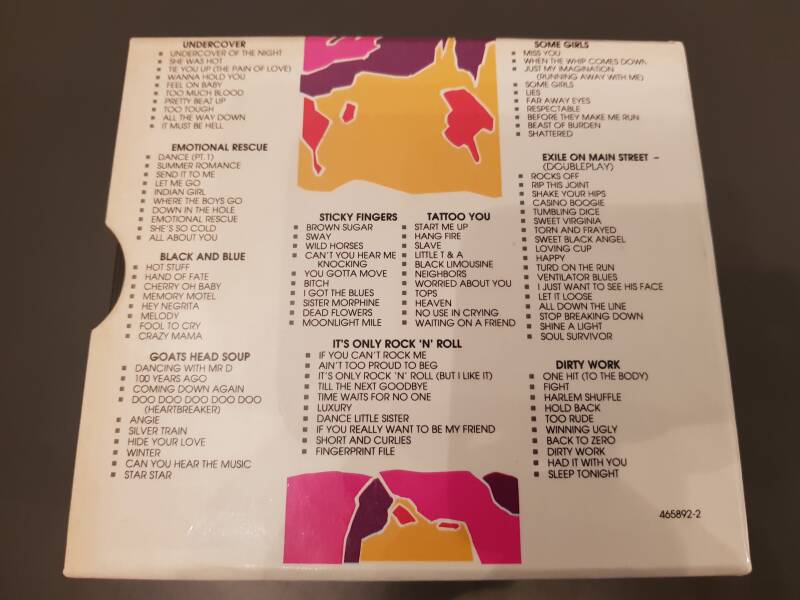 UNDERCOVER
UNDERCOVER OF THE NIGHT
SHE WAS HOT
TIE YOU UP (THE PAIN OF LOVE)
WANNA HOLD YOU
FEEL ON BABY
TOO MUCH BLOOD
PRETTY BEAT UP
TOO TOUGH
ALL THE WAY DOWN
IT MUST BE HELL
EMOTIONAL RESCUE
DANCE (PT. 1)
SUMMER ROMANCE
SEND IT TO ME
LET ME GO
INDIAN GIRL
WHERE THE BOYS GO
DOWN IN THE HOLE
EMOTIONAL RESCUE
SHE'S SO COLD
ALL ABOUT YOU
BLACK AND BLUE
HOT STUFF
HAND OF FATE
CHERRY OH BABY
MEMORY MOTEL
HEY NEGRITA
MELODY
FOOL TO CRY
CRAZY MAMA
GOATS HEAD SOUP
DANCING WITH MR D
100 YEARS AGO
COMING DOWN AGAIN
DOO DOO DOO DOO DOO
(HEARTBREAKER)
ANGIE
SILVER TRAIN
HIDE YOUR LOVE
WINTER
CAN YOU HEAR THE MUSIC
STAR STAR
STICKY FINGERS
BROWN SUGAR
SWAY
WILD HORSES
CAN'T YOU HEAR ME
KNOCKING
YOU GOTTA MOVE
BITCH
I GOT THE BLUES
SISTER MORPHINE
DEAD FLOWERS
MOONLIGHT MILE
TATTOO YOU
START ME UP
HANG FIRE
SLAVE
LITTLE T & A
BLACK LIMOUSINE
NEIGHBORS
WORRIED ABOUT YOU
TOPS
HEAVEN
NO USE IN CRYING
WAITING ON A FRIEND
IT'S ONLY ROCK 'N' ROLL
IF YOU CAN'T ROCK ME
AIN'T TOO PROUD TO BEG
IT'S ONLY ROCK 'N' ROLL (BUT I LIKE IT)
TILL THE NEXT GOODBYE
TIME WAITS FOR NO ONE
LUXURY
DANCE LITTLE SISTER
IF YOU REALLY WANT TO BE MY FRIEND
SHORT AND CURLIES
FINGERPRINT FILE
SOME GIRLS
MISS YOU
WHEN THE WHIP COMES DOWN
JUST MY IMAGINATION
(RUNNING AWAY WITH ME)
SOME GIRLS
LIES
FAR AWAY EYES
RESPECTABLE
BEFORE THEY MAKE ME RUN
BEAST OF BURDEN
SHATTERED
EXILE ON MAIN STREET –
(DOUBLEPLAY)
ROCKS OFF
RIP THIS JOINT
SHAKE YOUR HIPS
CASINO BOOGIE
TUMBLING DICE
SWEET VIRGINIA
TORN AND FRAYED
SWEET BLACK ANGEL
LOVING CUP
HAPPY
TURD ON THE RUN
VENTILATOR BLUES
I JUST WANT TO SEE HIS FACE
LET IT LOOSE
ALL DOWN THE LINE
STOP BREAKING DOWN
SHINE A LIGHT
SOUL SURVIVOR
DIRTY WORK
ONE HIT (TO THE BODY)
FIGHT
HARLEM SHUFFLE
HOLD BACK
TOO RUDE
WINNING UGLY
BACK TO ZERO
DIRTY WORK
HAD IT WITH YOU
SLEEP TONIGHT
465892-2